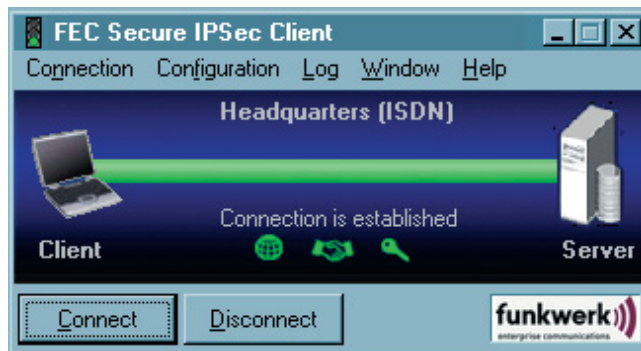 FEC Secure IPSec Client
Connection Configuration Log Window Help
Headquarters (ISDN)
Connection is established
Client Server
Connect Disconnect
funkwerk
enterprise communications